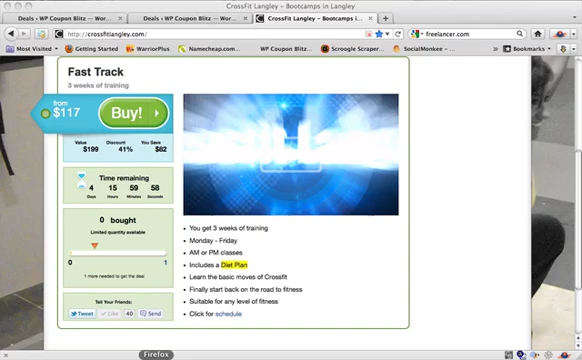 CrossFit Langley – Bootcamps in Langley
Deals ‹ WP Coupon Blitz — Wor...
Deals ‹ WP Coupon Blitz — Wor...
CrossFit Langley – Bootcamps i...
http://crossfitlangley.com/
freelancer.com
Most Visited
Getting Started
WarriorPlus
Namecheap.com
WP Coupon Blitz
Scroogle Scraper
SocialMonkee -
Bookmarks
Fast Track
3 weeks of training
from
$117
Buy!
Value
Discount
You Save
$199
41%
$82
Time remaining
4
15
59
58
Days
Hours
Minutes
Seconds
0 bought
Limited quantity available
0
1
1 more needed to get the deal
Tell Your Friends:
Tweet
Like
40
Send
You get 3 weeks of training
Monday - Friday
AM or PM classes
Includes a Diet Plan
Learn the basic moves of Crossfit
Finally start back on the road to fitness
Suitable for any level of fitness
Click for schedule
Firefox